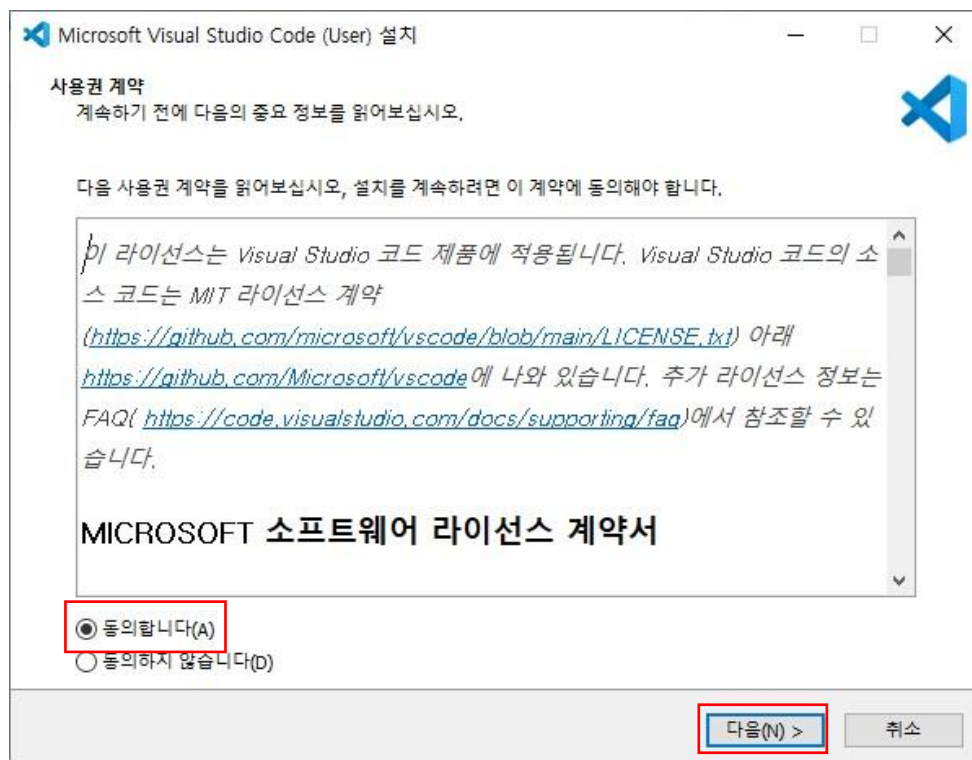 Microsoft Visual Studio Code (User) 설치
사용권 계약
계속하기 전에 다음의 중요 정보를 읽어보십시오.
다음 사용권 계약을 읽어보십시오, 설치를 계속하려면 이 계약에 동의해야 합니다.
이 라이선스는 Visual Studio 코드 제품에 적용됩니다. Visual Studio 코드의 소
스 코드는 MIT 라이선스 계약
(https://github.com/microsoft/vscode/blob/main/LICENSE.txt) 아래
https://github.com/Microsoft/vscode에 나와 있습니다. 추가 라이선스 정보는
FAQ( https://code.visualstudio.com/docs/supporting/faq)에서 참조할 수 있
습니다.
MICROSOFT 소프트웨어 라이선스 계약서
동의합니다(A)
동의하지 않습니다(D)
다음(N) >
취소